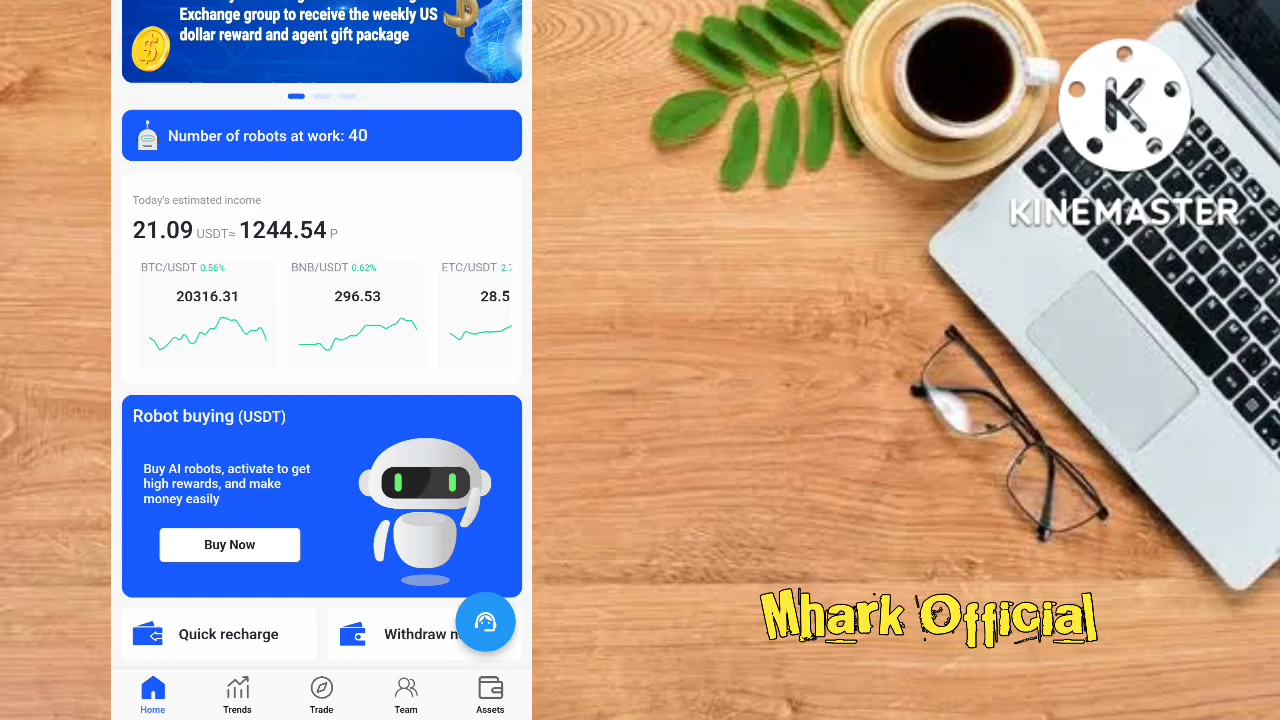 Exchange group to receive the weekly US
dollar reward and agent gift package
Number of robots at work: 40
Today's estimated income
21.09 USDT≈ 1244.54 P
BTC/USDT 0.56%
20316.31
BNB/USDT 0.62%
296.53
ETC/USDT
28.5
Robot buying (USDT)
Buy AI robots, activate to get
high rewards, and make
money easily
Buy Now
Quick recharge
Withdraw
Home
Trends
Trade
Team
Assets
K
KINEMASTER
Mhark Official